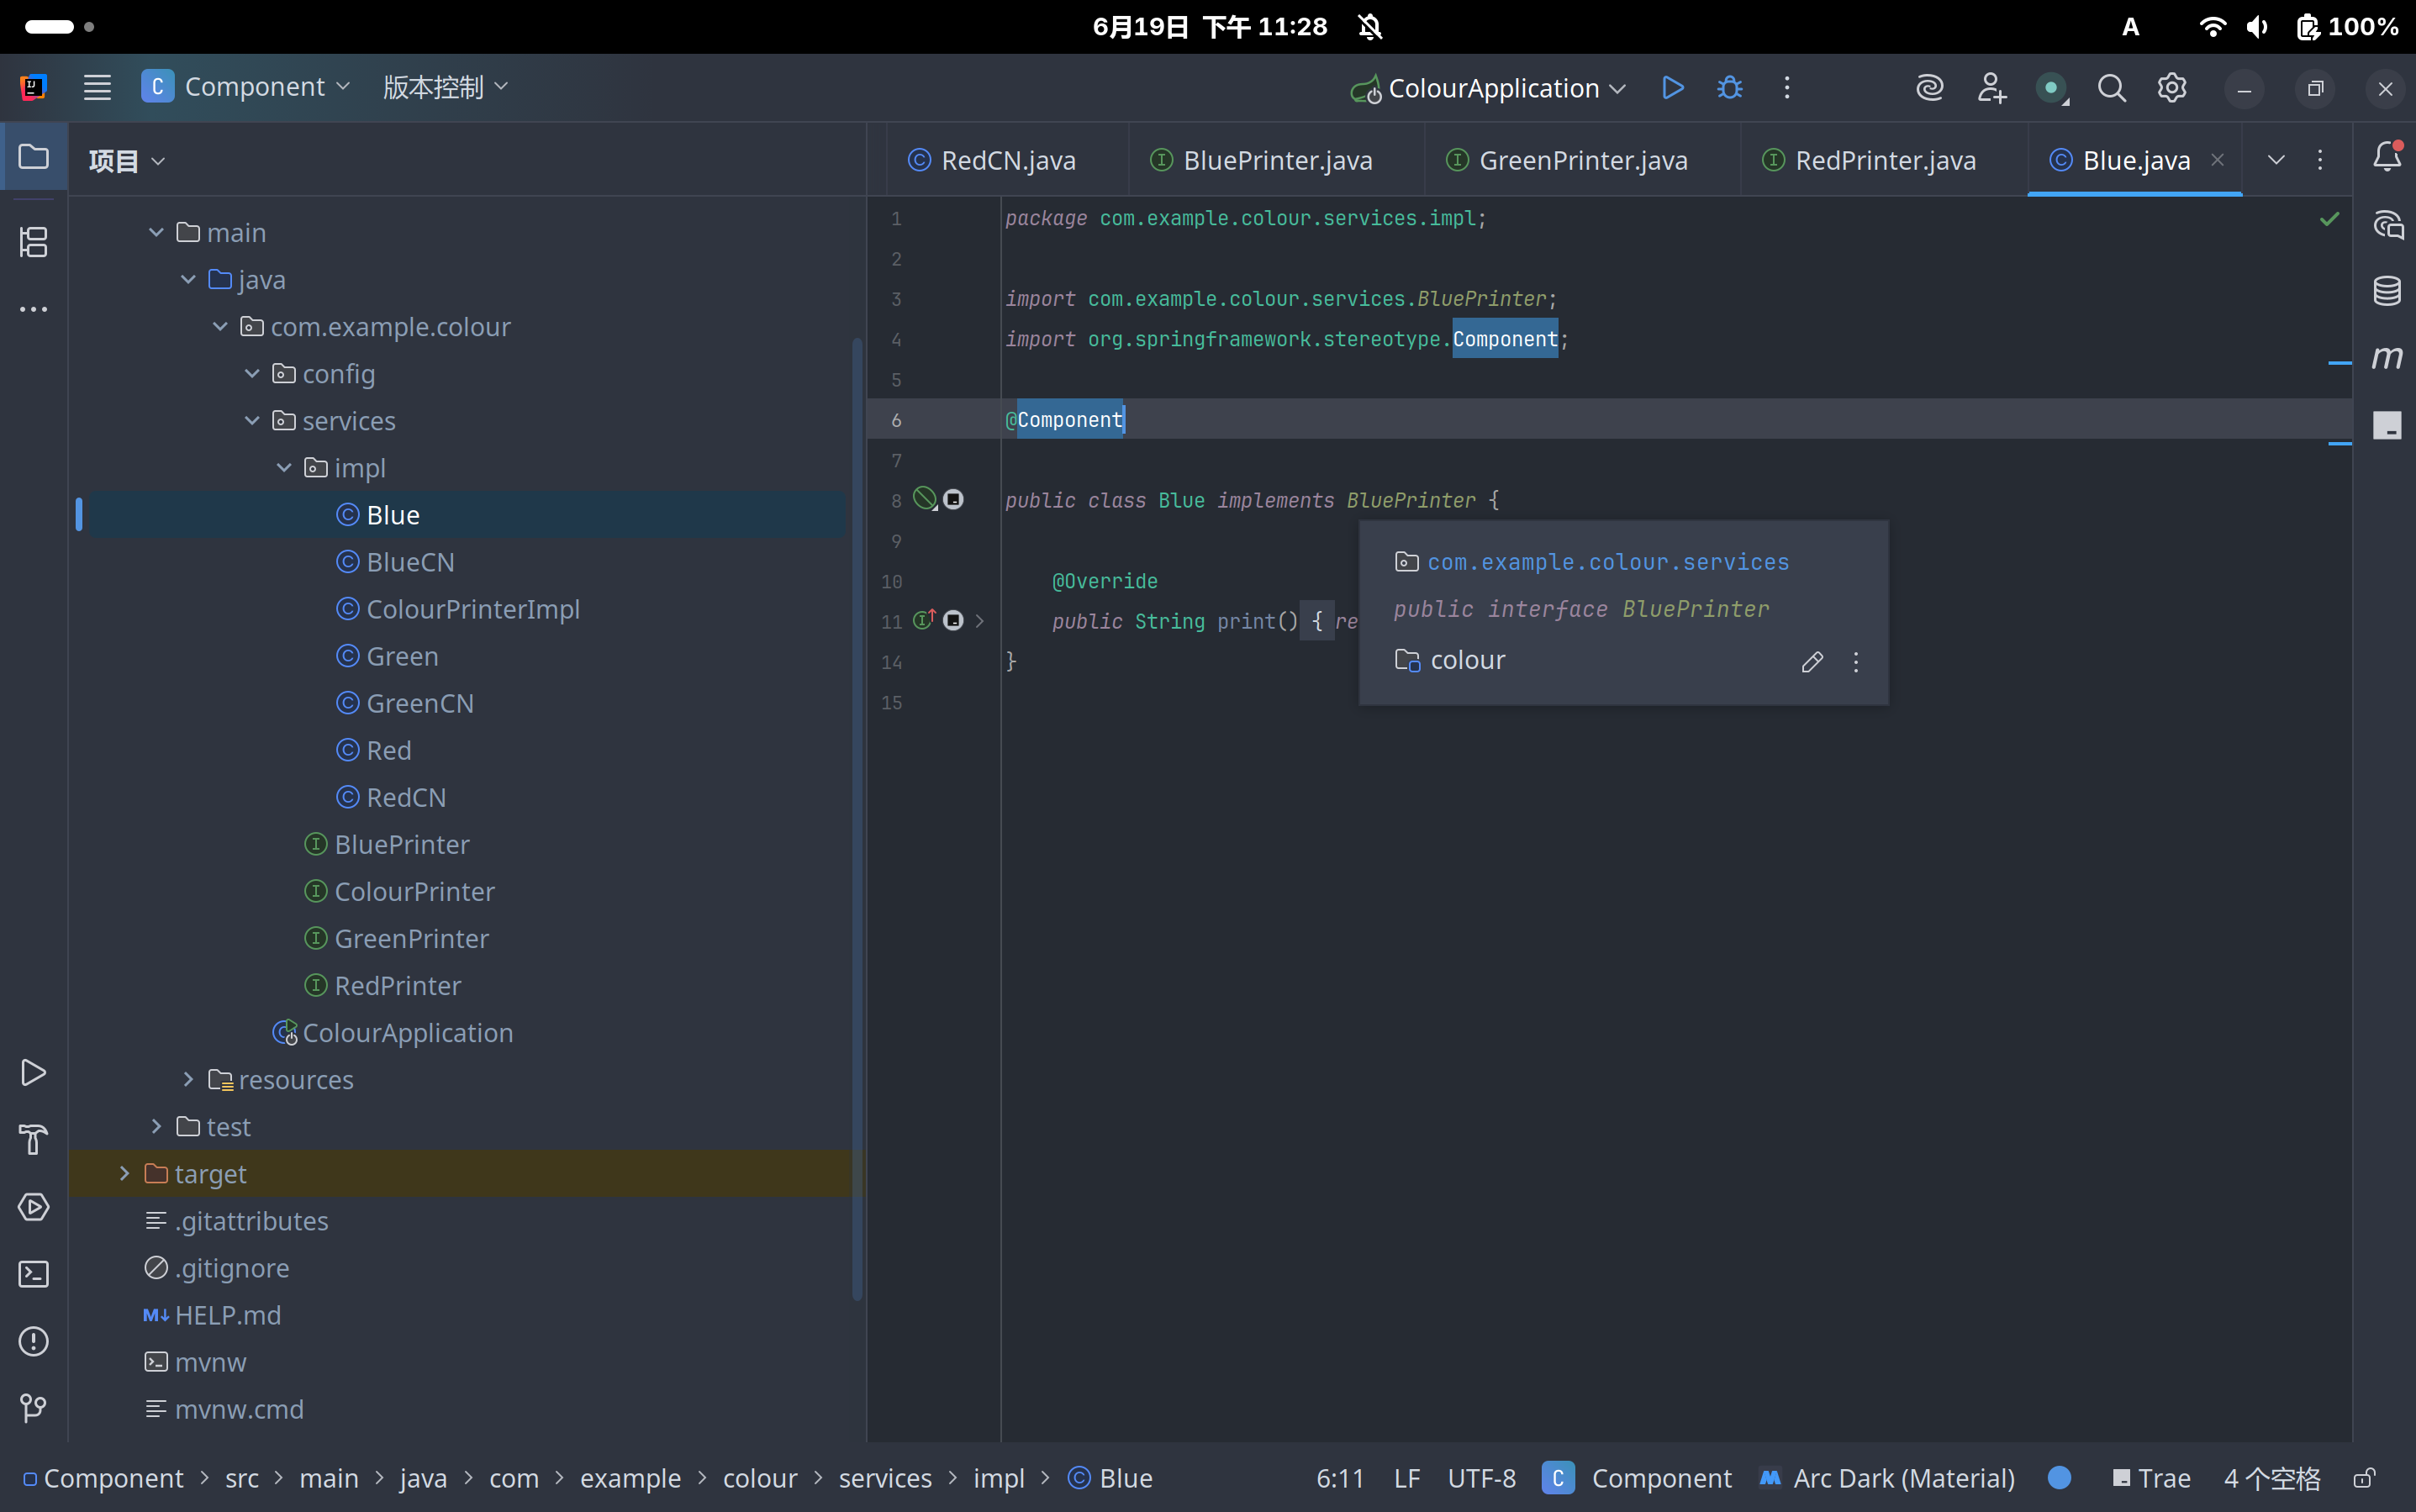 6月19日 下午 11:28
A
100%
Component
版本控制
ColourApplication
项目
RedCN.java
BluePrinter.java
GreenPrinter.java
RedPrinter.java
Blue.java
main
java
com.example.colour
config
services
impl
Blue
BlueCN
ColourPrinterImpl
Green
GreenCN
Red
RedCN
BluePrinter
ColourPrinter
GreenPrinter
RedPrinter
ColourApplication
resources
test
target
.gitattributes
.gitignore
HELP.md
mvnw
mvnw.cmd
1 package com.example.colour.services.impl;
2
3 import com.example.colour.services.BluePrinter;
4 import org.springframework.stereotype.Component;
5
6 @Component
7
8 public class Blue implements BluePrinter {
9
10 @Override
11 public String print() { re
14 }
15
com.example.colour.services
public interface BluePrinter
colour
Component > src > main > java > com > example > colour > services > impl > Blue
6:11 LF UTF-8 C Component Arc Dark (Material) Trae 4 个空格